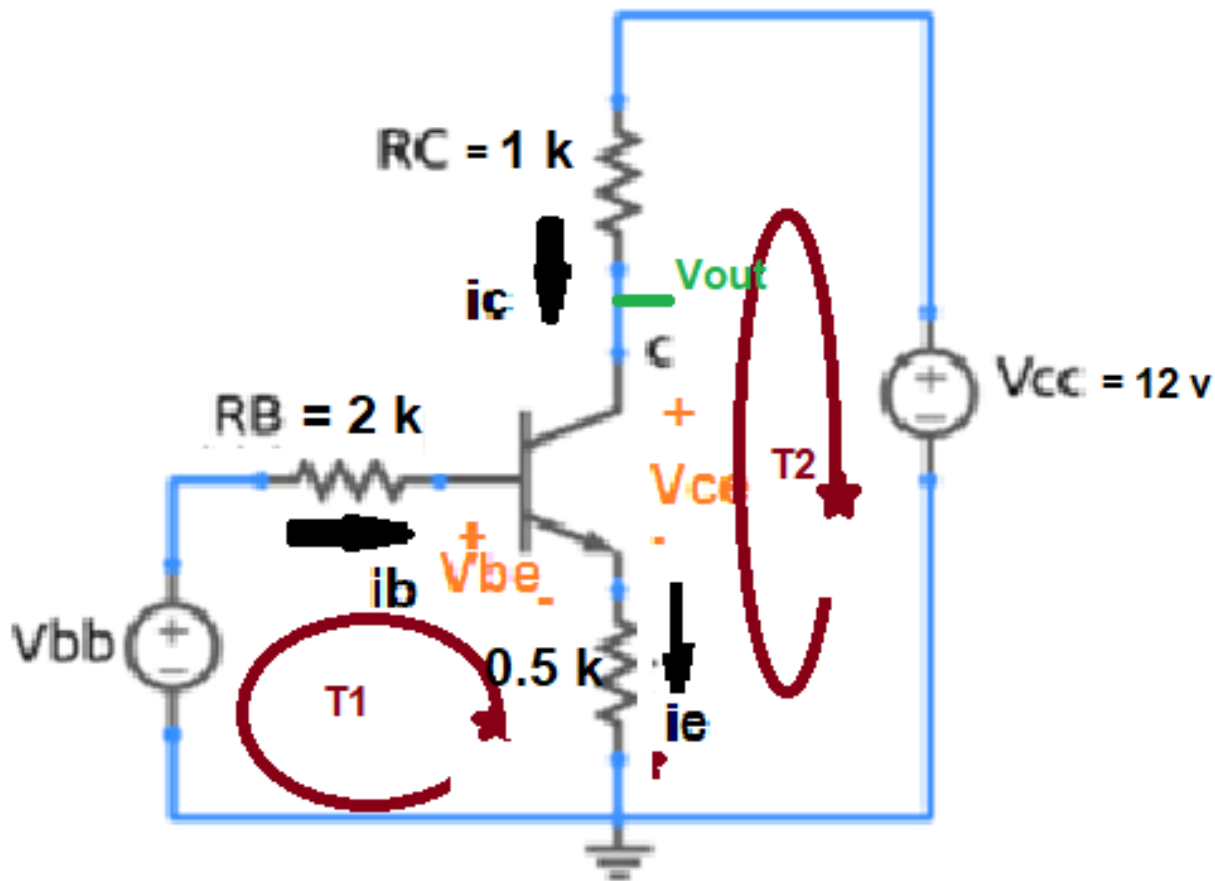 RC = 1 k
Vout
ic
c
Vcc = 12 v
RB = 2 k
+
Vce
T2
-
+
Vbe
-
ib
Vbb
0.5 k
T1
ie